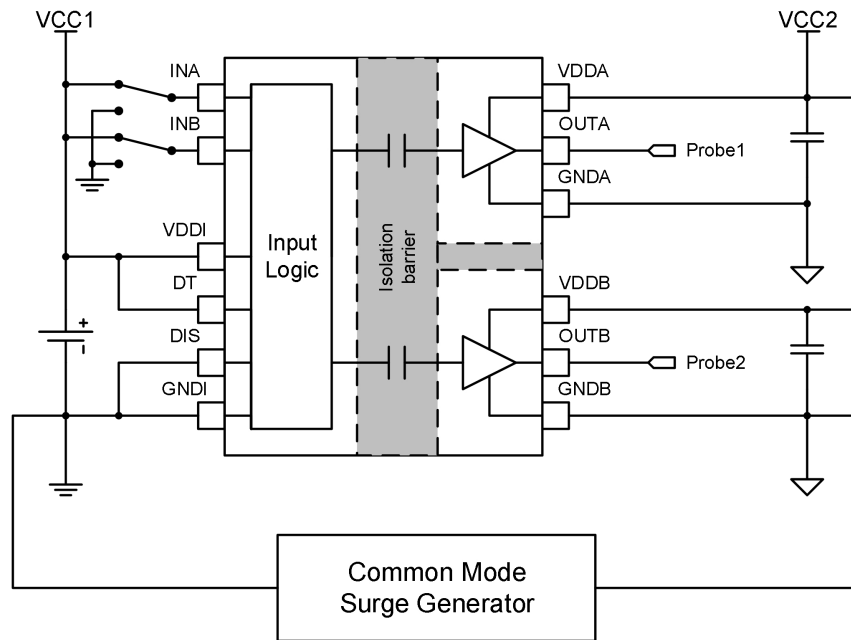 VCC1
VCC2
INA
VDDA
INB
OUTA
Probe1
GNDA
VDDI
Input
Logic
Isolation
barrier
DT
VDDB
+
DIS
OUTB
Probe2
GNDI
GNDB
Common Mode
Surge Generator